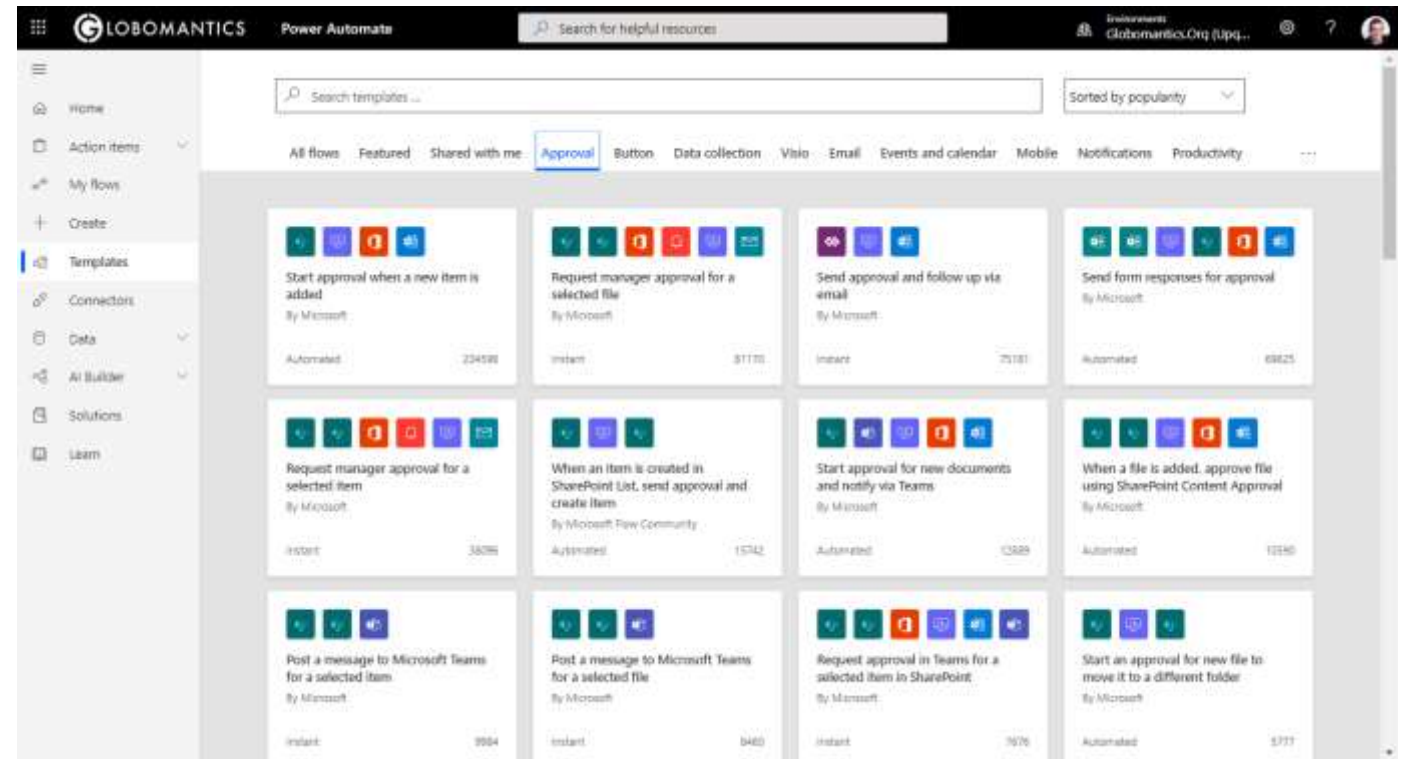 GLOBOMANTICS Power Automate Search for helpful resources Environments
Globomantics.Org (Upg... ?
Search templates ... Sorted by popularity
Home
Action items
My flows
Create
Templates
Connectors
Data
AI Builder
Solutions
Learn
All flows Featured Shared with me Approval Button Data collection Visio Email Events and calendar Mobile Notifications Productivity ...
Start approval when a new item is
added
By Microsoft
Automated
Request manager approval for a
selected file
By Microsoft
Instant 81170
Send approval and follow up via
email
By Microsoft
Instant 75181
Send form responses for approval
By Microsoft
Automated 69825
Request manager approval for a
selected item
By Microsoft
Instant
When an item is created in
SharePoint List, send approval and
create item
By Microsoft Flow Community
Automated 15742
Start approval for new documents
and notify via Teams
By Microsoft
Automated
When a file is added, approve file
using SharePoint Content Approval
By Microsoft
Automated
Post a message to Microsoft Teams
for a selected item
By Microsoft
Instant
Post a message to Microsoft Teams
for a selected file
By Microsoft
Instant
Request approval in Teams for a
selected item in SharePoint
By Microsoft
Instant 7676
Start an approval for new file to
move it to a different folder
By Microsoft
Automated